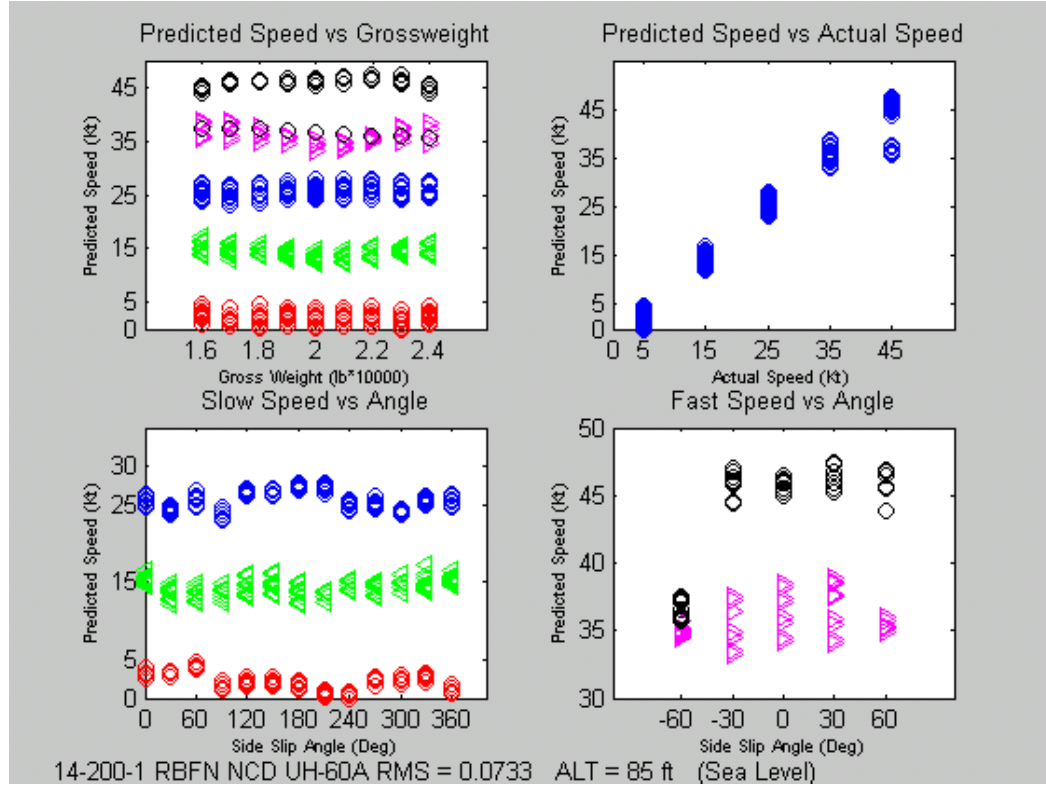 Predicted Speed vs Grossweight
Predicted Speed (Kt)
45
35
25
15
5
0
1.6 1.8 2 2.2 2.4
Gross Weight (lb*10000)
Predicted Speed vs Actual Speed
Predicted Speed (Kt)
45
35
25
15
5
0
0 5 15 25 35 45
Actual Speed (Kt)
Slow Speed vs Angle
Predicted Speed (Kt)
30
25
15
5
0
0 60 120 180 240 300 360
Side Slip Angle (Deg)
Fast Speed vs Angle
Predicted Speed (Kt)
50
45
40
35
30
-60 -30 0 30 60
Side Slip Angle (Deg)
14-200-1 RBFN NCD UH-60A RMS = 0.0733 ALT = 85 ft (Sea Level)